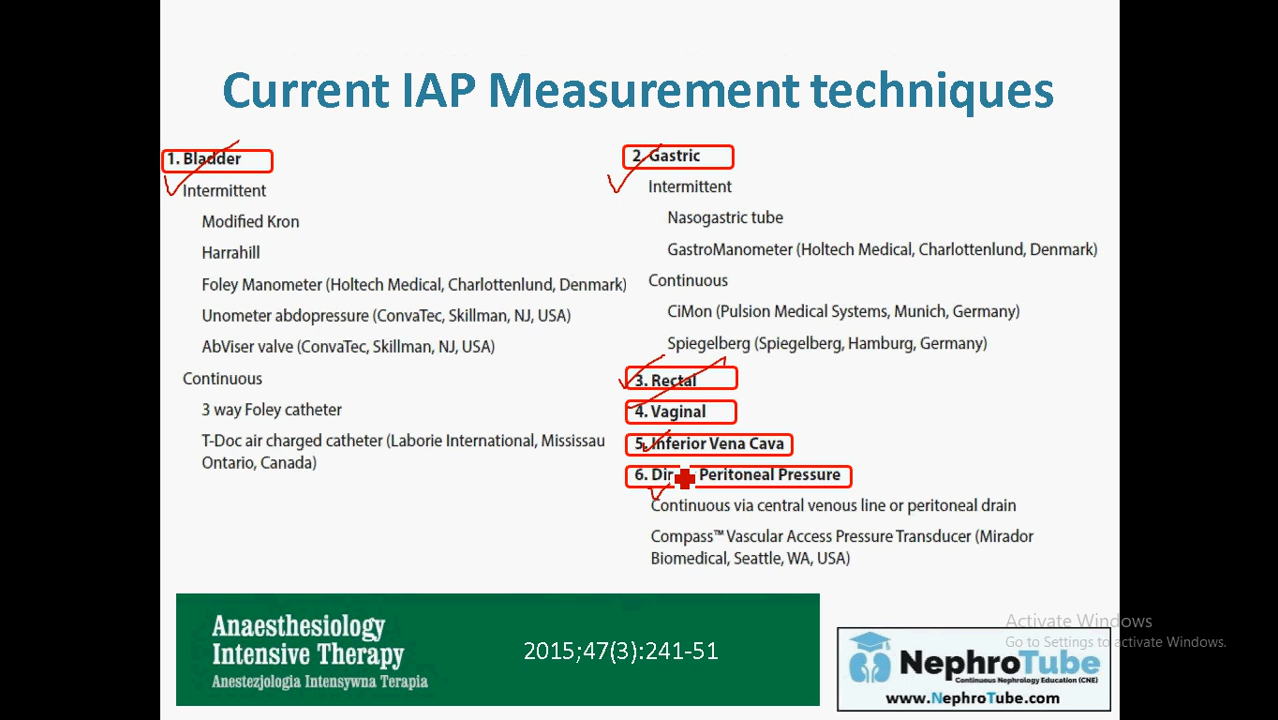 Current IAP Measurement techniques
1. Bladder
Intermittent
Modified Kron
Harrahill
Foley Manometer (Holtech Medical, Charlottenlund, Denmark)
Unometer abdopressure (ConvaTec, Skillman, NJ, USA)
AbViser valve (ConvaTec, Skillman, NJ, USA)
Continuous
3 way Foley catheter
T-Doc air charged catheter (Laborie International, Mississau
Ontario, Canada)
2. Gastric
Intermittent
Nasogastric tube
GastroManometer (Holtech Medical, Charlottenlund, Denmark)
Continuous
CiMon (Pulsion Medical Systems, Munich, Germany)
Spiegelberg (Spiegelberg, Hamburg, Germany)
3. Rectal
4. Vaginal
5. Inferior Vena Cava
6. Peritoneal Pressure
Continuous via central venous line or peritoneal drain
Compass™ Vascular Access Pressure Transducer (Mirador
Biomedical, Seattle, WA, USA)
Anaesthesiology
Intensive Therapy
Anestezjologia Intensywna Terapia
2015;47(3):241-51
Activate Windows
Go to Settings to activate Windows.
NephroTube
Continuous Nephrology Education (CNE)
www.NephroTube.com